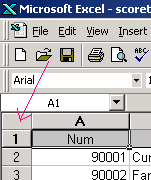 Microsoft Excel - scoret
File Edit View Insert
Arial
A1
A
1 Num
2 90001 Cur
3 90002 Far